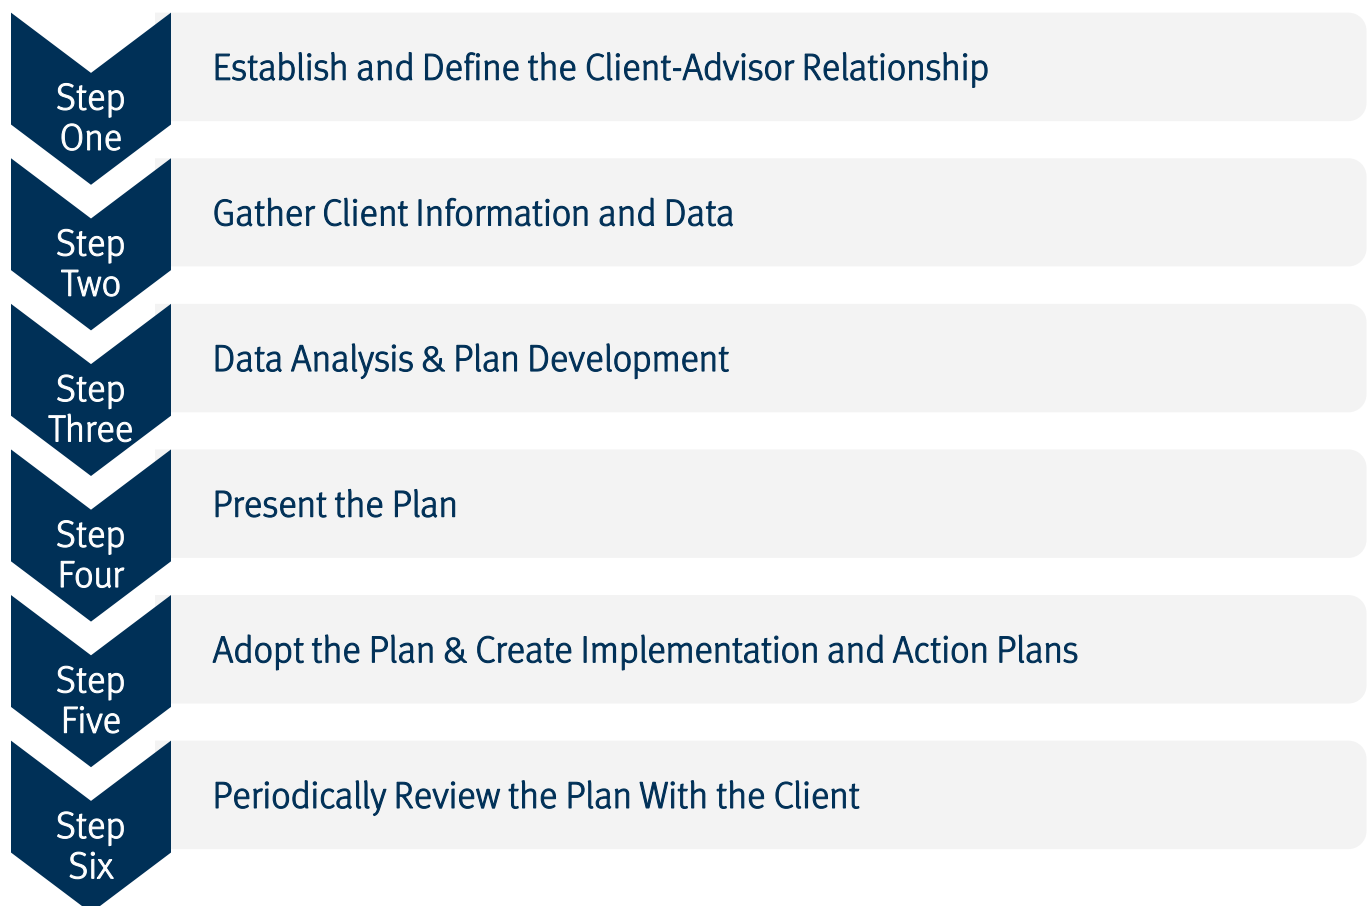 Step
One
Establish and Define the Client-Advisor Relationship
Step
Two
Gather Client Information and Data
Step
Three
Data Analysis & Plan Development
Step
Four
Present the Plan
Step
Five
Adopt the Plan & Create Implementation and Action Plans
Step
Six
Periodically Review the Plan With the Client